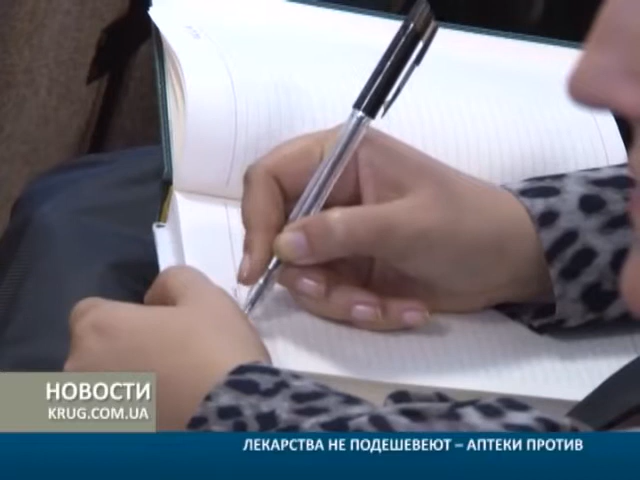 НОВОСТИ
KRUG.COM.UA
ЛЕКАРСТВА НЕ ПОДЕШЕВЕЮТ – АПТЕКИ ПРОТИВ